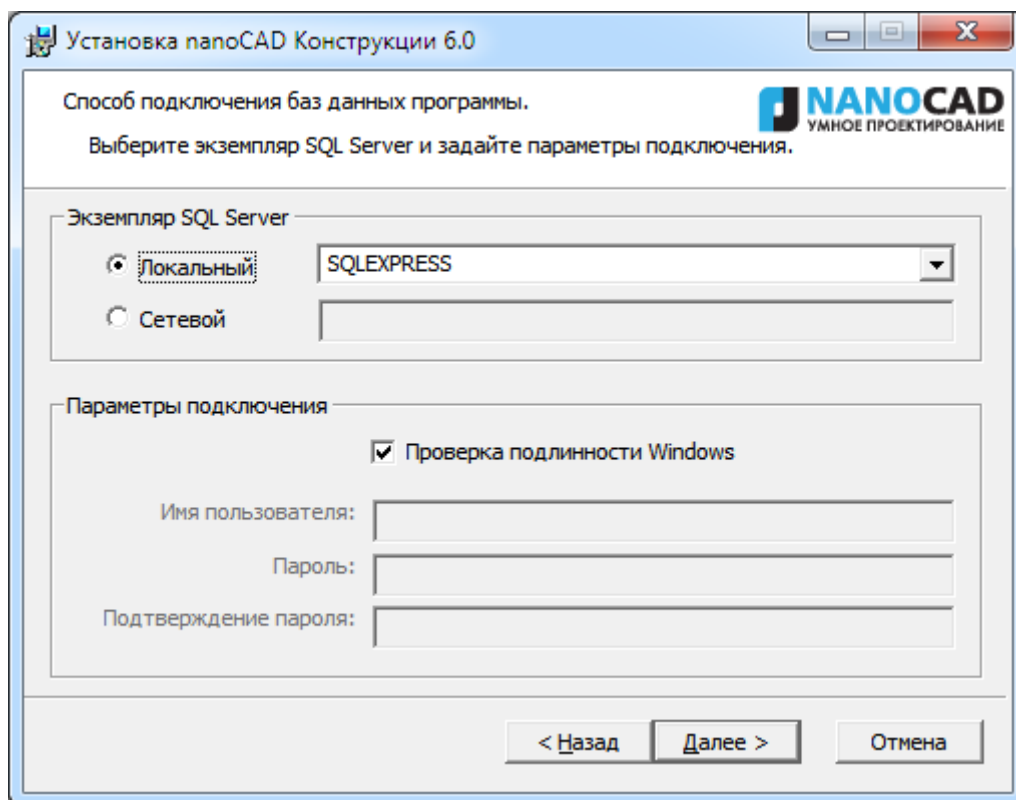 Установка nanoCAD Конструкции 6.0
Способ подключения баз данных программы.
NANOCAD
УМНОЕ ПРОЕКТИРОВАНИЕ
Выберите экземпляр SQL Server и задайте параметры подключения.
Экземпляр SQL Server
Локальный SQLEXPRESS
Сетевой
Параметры подключения
Проверка подлинности Windows
Имя пользователя:
Пароль:
Подтверждение пароля:
< Назад Далее > Отмена